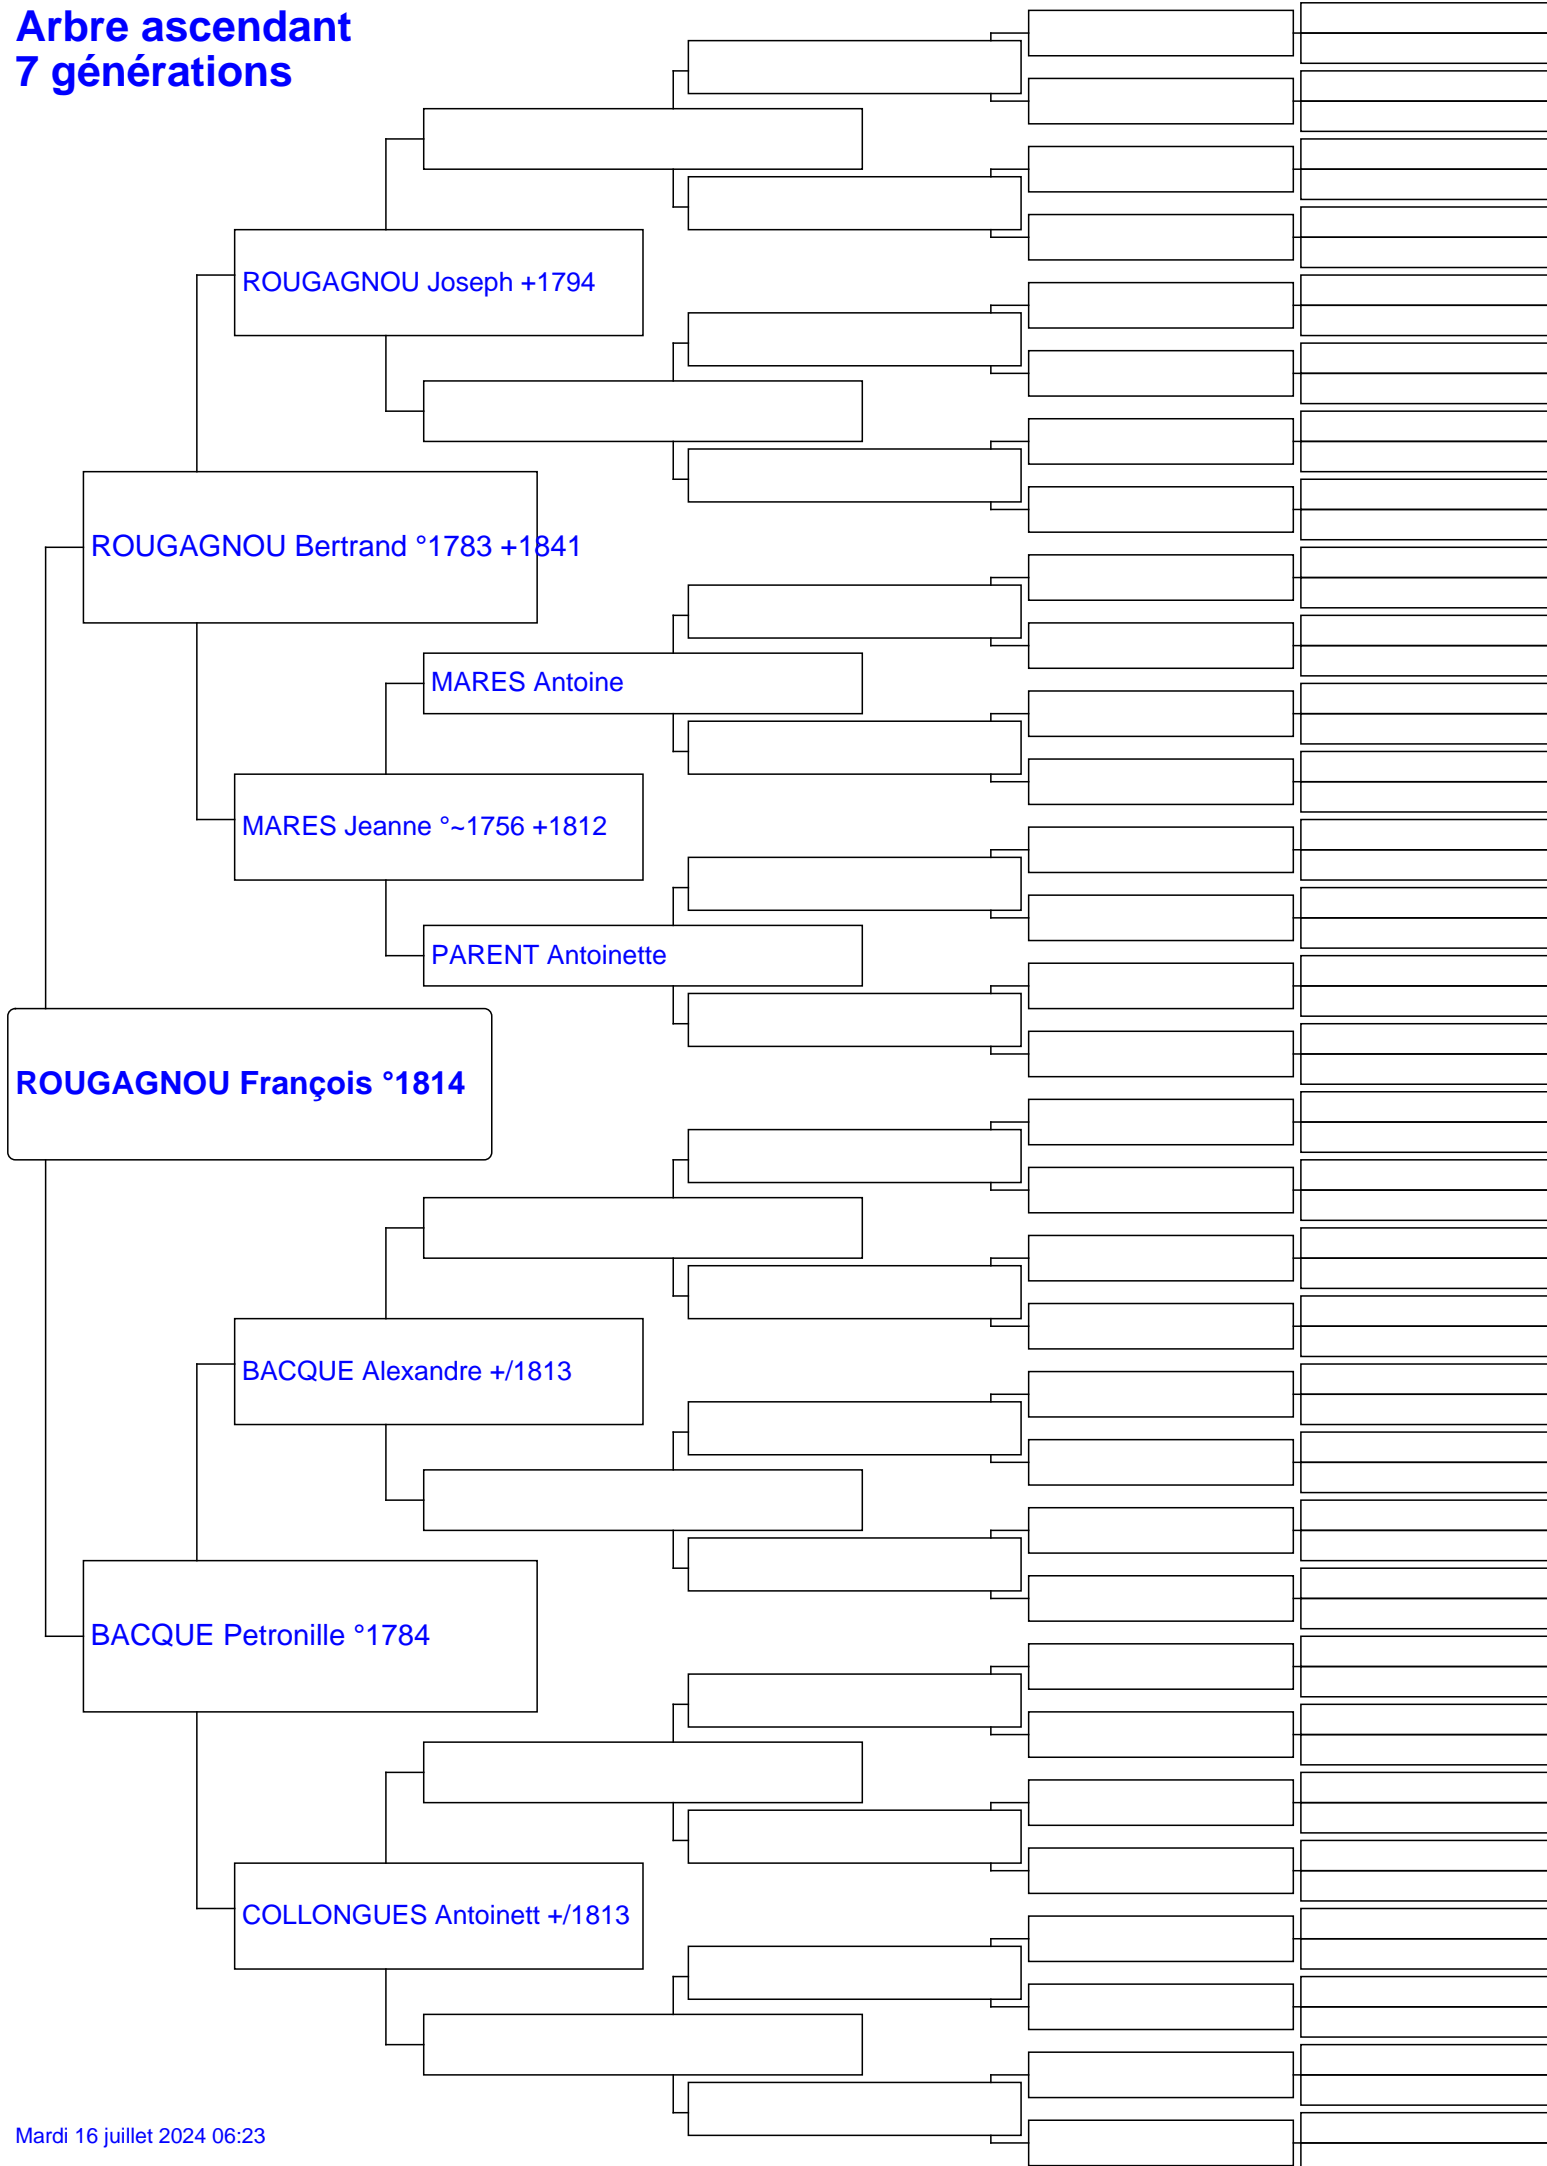 Arbre ascendant
7 générations
ROUGAGNOU Joseph +1794
ROUGAGNOU Bertrand °1783 +1841
MARES Antoine
MARES Jeanne °~1756 +1812
PARENT Antoinette
ROUGAGNOU François °1814
BACQUE Alexandre +/1813
BACQUE Petronille °1784
COLLONGUES Antoinett +/1813
Mardi 16 juillet 2024 06:23